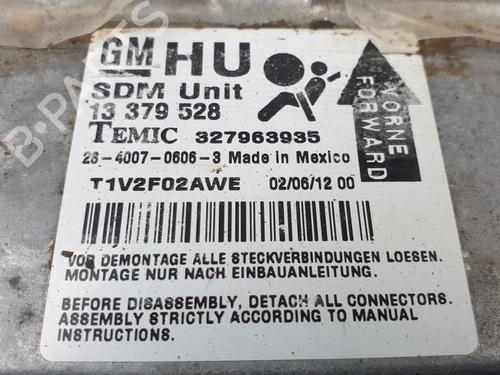 GM HU
SDM Unit
13 379 528
TEMIC 327963935
28-4007-0606-3 Made in Mexico
T1V2F02AWE 02/06/12 00
VORNE
FORWARD
VOR DEMONTAGE ALLE STECKVERBINDUNGEN LOESEN.
MONTAGE NUR NACH EINBAUANLEITUNG.
BEFORE DISASSEMBLY, DETACH ALL CONNECTORS.
ASSEMBLY STRICTLY ACCORDING TO MANUAL
INSTRUCTIONS.
B-PARTS